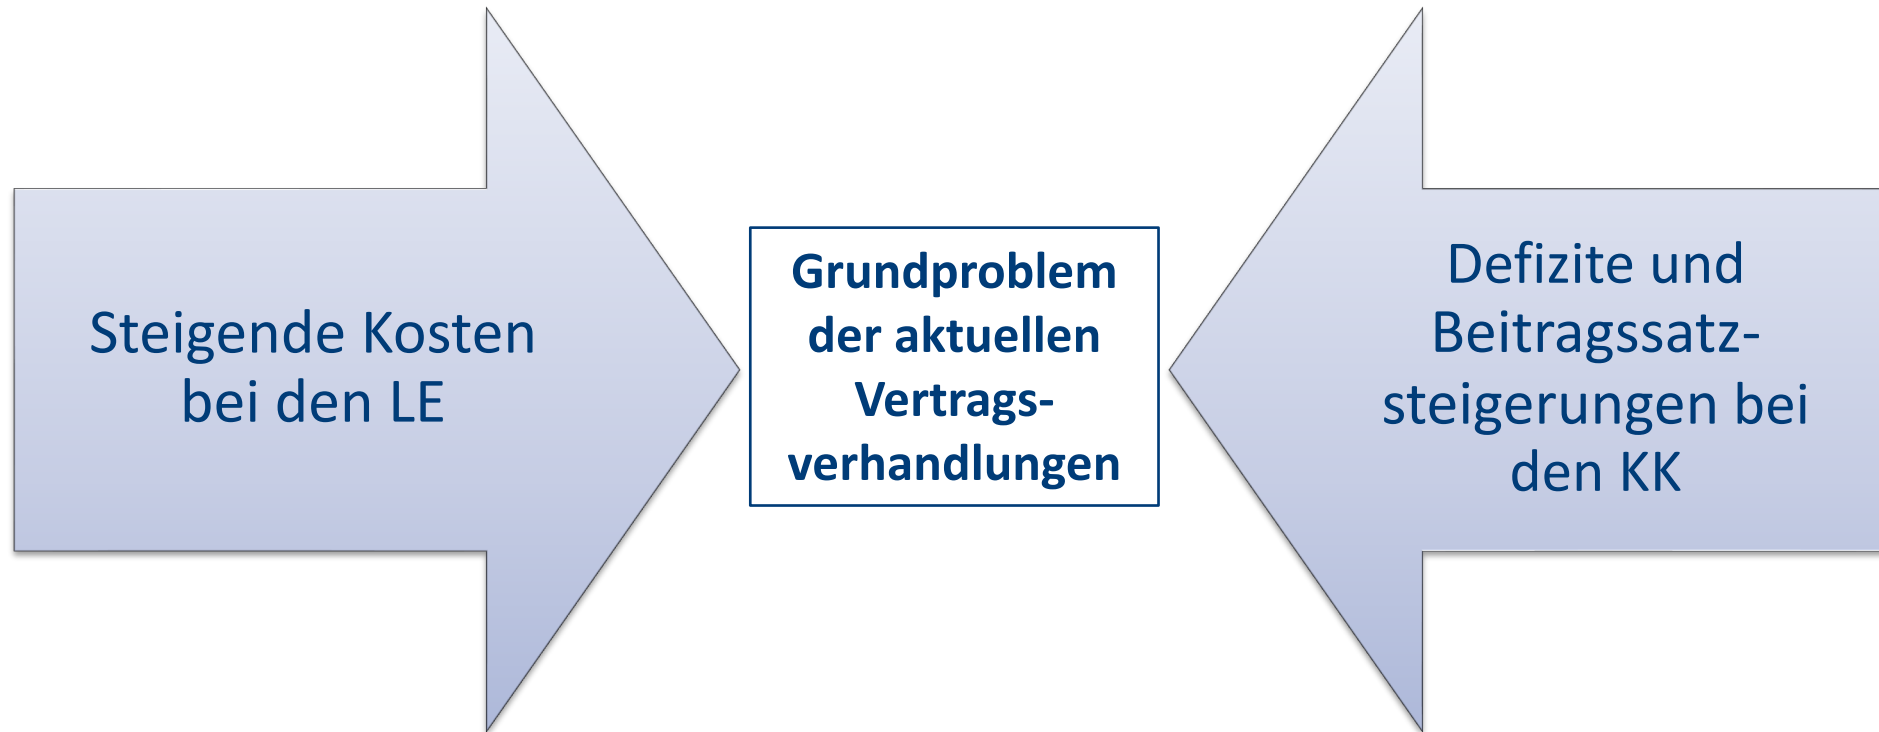 Steigende Kosten
bei den LE
Grundproblem
der aktuellen
Vertrags-
verhandlungen
Defizite und
Beitragssatz-
steigerungen bei
den KK